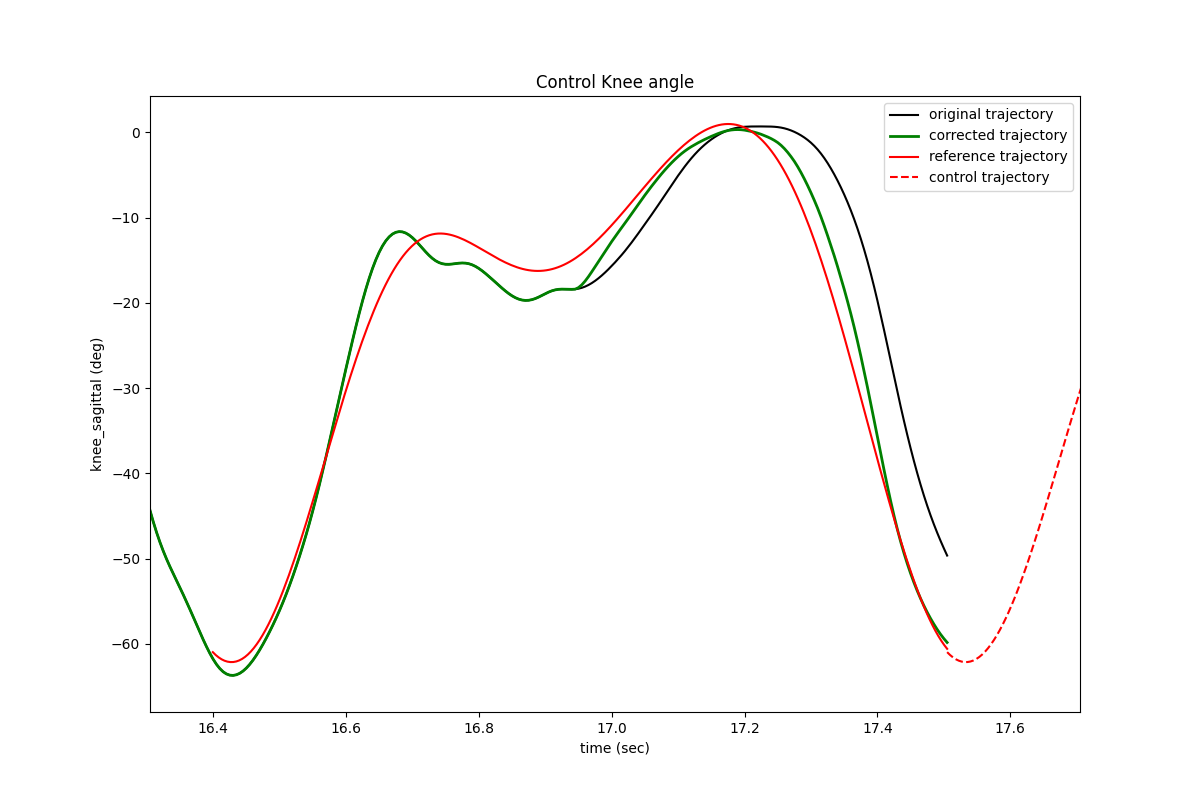 Control Knee angle
original trajectory
corrected trajectory
reference trajectory
control trajectory
knee_sagittal (deg)
0
−10
−20
−30
−40
−50
−60
16.4 16.6 16.8 17.0 17.2 17.4 17.6
time (sec)